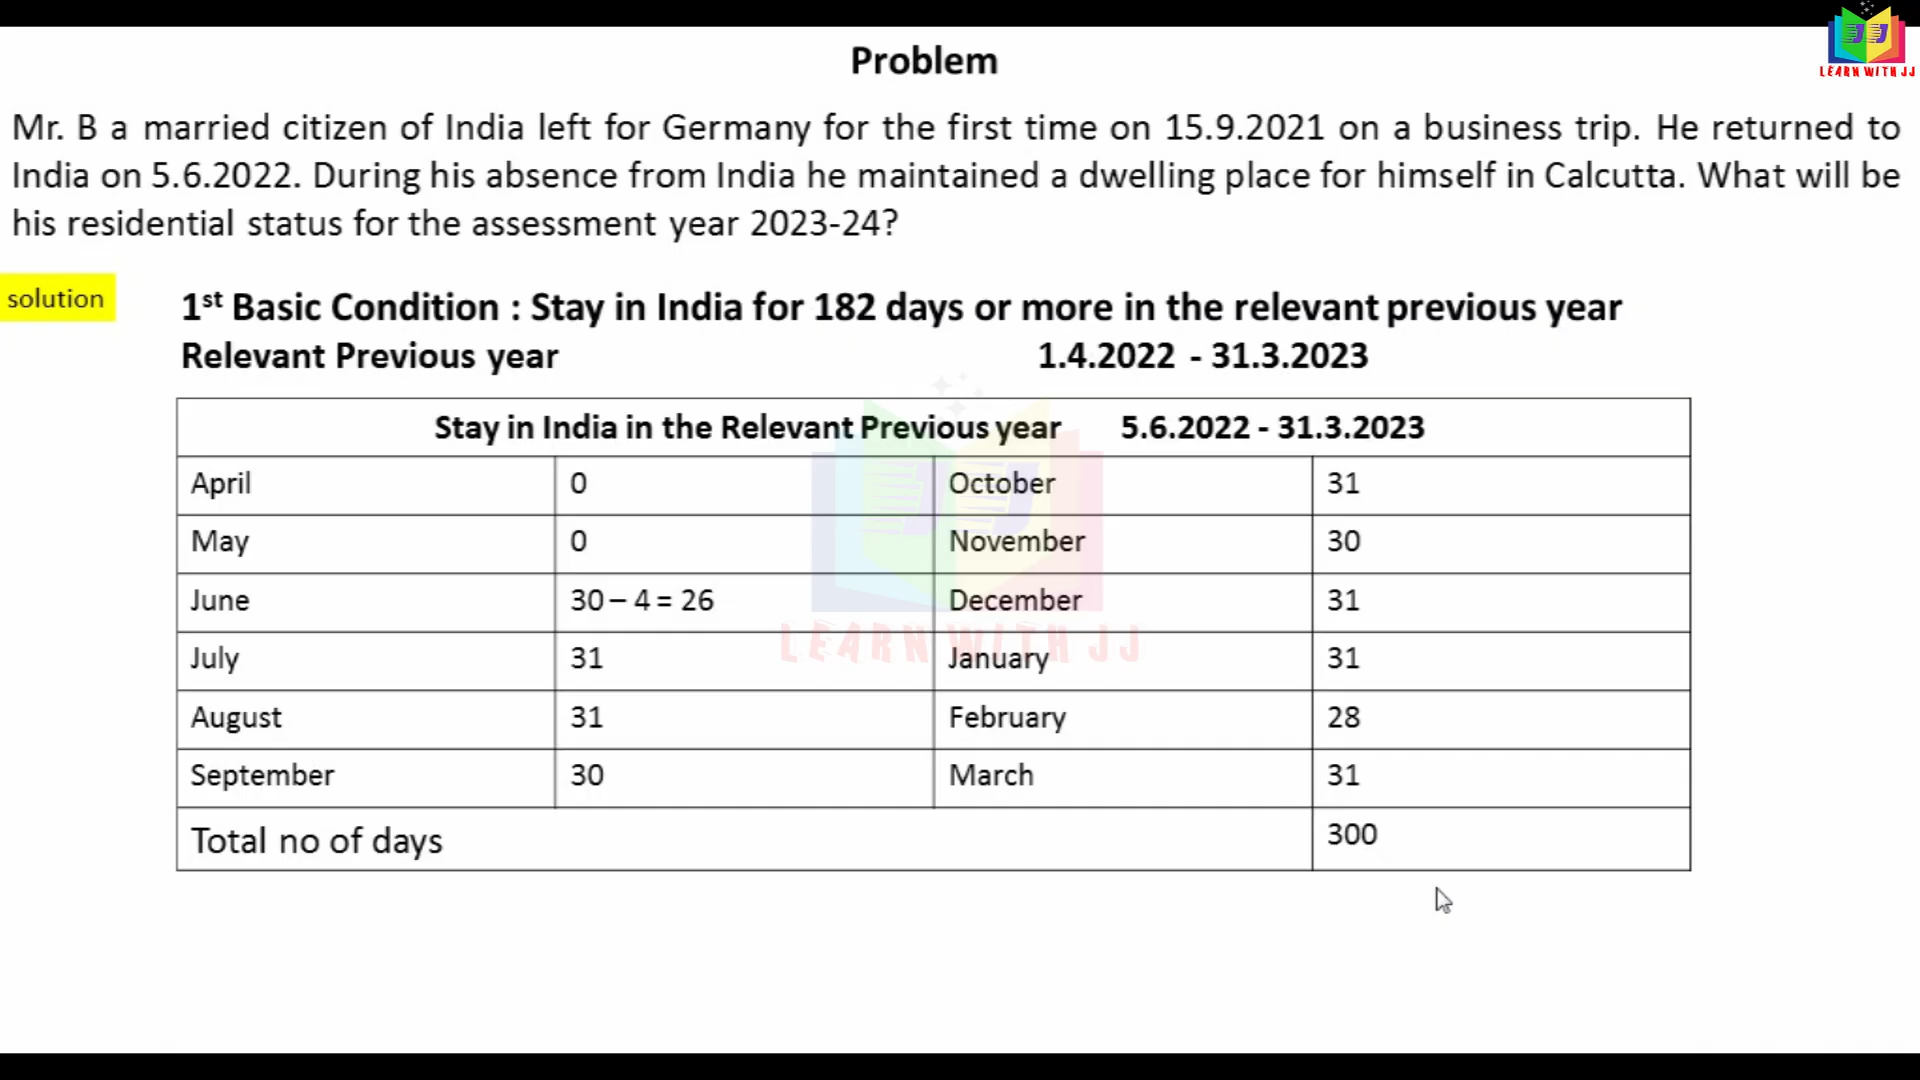 LEARN WITH JJ
Problem
Mr. B a married citizen of India left for Germany for the first time on 15.9.2021 on a business trip. He returned to
India on 5.6.2022. During his absence from India he maintained a dwelling place for himself in Calcutta. What will be
his residential status for the assessment year 2023-24?
solution
1st Basic Condition : Stay in India for 182 days or more in the relevant previous year
Relevant Previous year 1.4.2022 - 31.3.2023
Stay in India in the Relevant Previous year 5.6.2022 - 31.3.2023
April 0 October 31
May 0 November 30
June 30 – 4 = 26 December 31
LEARN WITH JJ
July 31 January 31
August 31 February 28
September 30 March 31
Total no of days 300